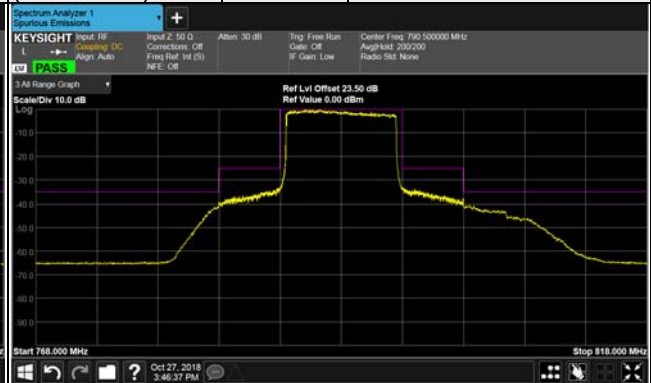 Spectrum Analyzer 1
Spurious Emissions
+
KEYSIGHT
L
PASS
Input: RF
Coupling: DC
Align: Auto
Input Z: 50 Ω
Corrections: Off
Freq Ref: Int (S)
NFE: Off
Atten: 30 dB
Trig: Free Run
Gate: Off
IF Gain: Low
Center Freq: 790.500000 MHz
Avg|Hold: 200/200
Radio Std: None
3 All Range Graph
Scale/Div 10.0 dB
Ref Lvl Offset 23.50 dB
Ref Value 0.00 dBm
Log
-10.0
-20.0
-30.0
-40.0
-50.0
-60.0
-70.0
-80.0
-90.0
Start 768.000 MHz
Stop 818.000 MHz
?
Oct 27, 2018
3:46:37 PM